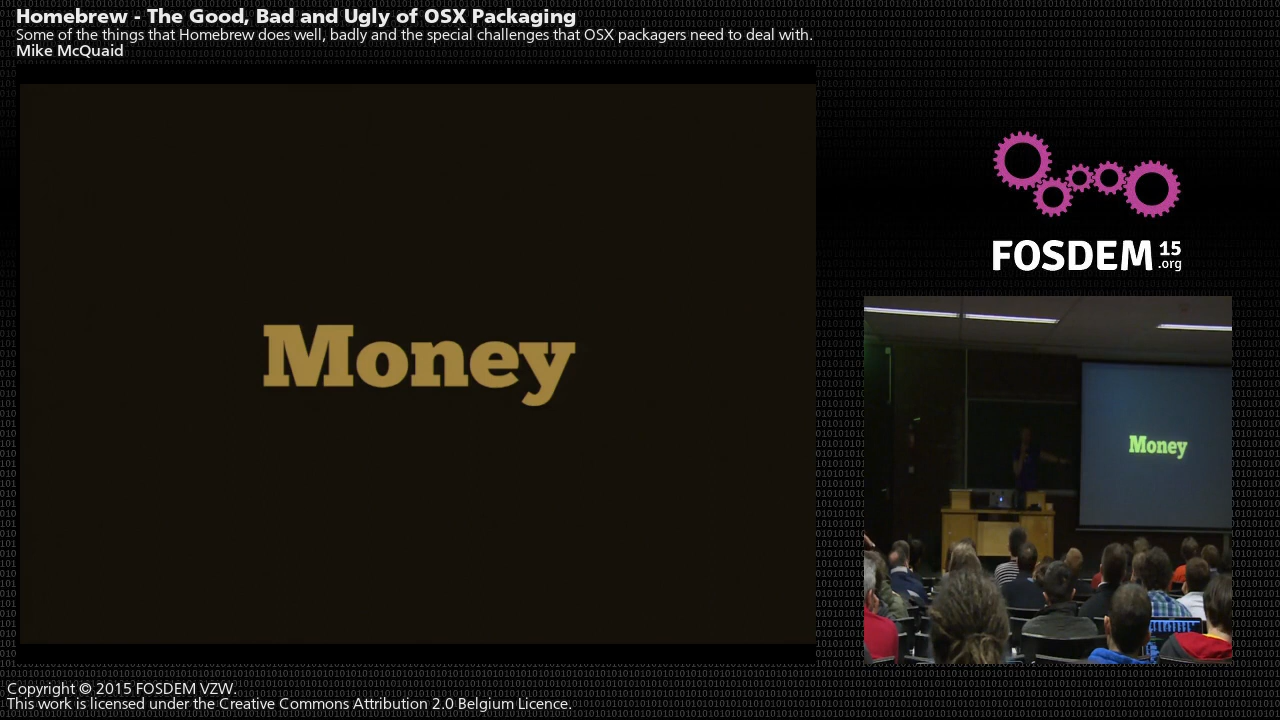 Homebrew - The Good, Bad and Ugly of OSX Packaging
Some of the things that Homebrew does well, badly and the special challenges that OSX packagers need to deal with.
Mike McQuaid
Money
FOSDEM 15
.org
Money
Copyright © 2015 FOSDEM VZW.
This work is licensed under the Creative Commons Attribution 2.0 Belgium Licence.